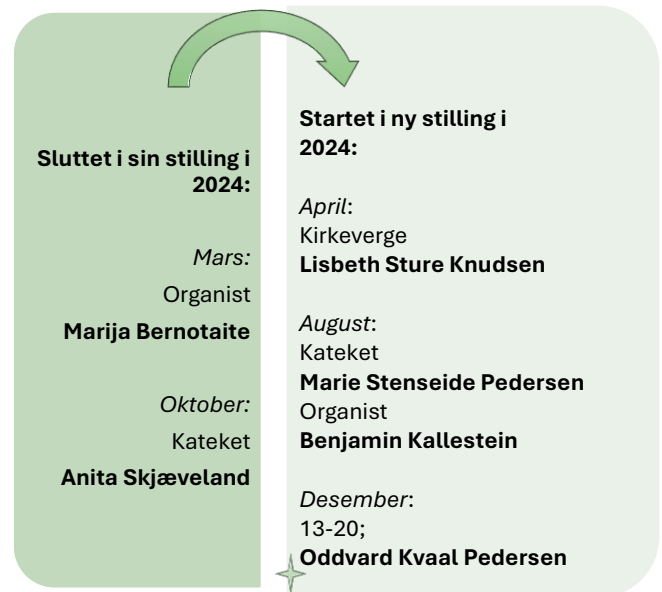 Sluttet i sin stilling i
2024:
Mars:
Organist
Marija Bernotaite
Oktober:
Kateket
Anita Skjæveland
Startet i ny stilling i
2024:
April:
Kirkeverge
Lisbeth Sture Knudsen
August:
Kateket
Marie Stenseide Pedersen
Organist
Benjamin Kallestein
Desember:
13-20;
Oddvard Kvaal Pedersen